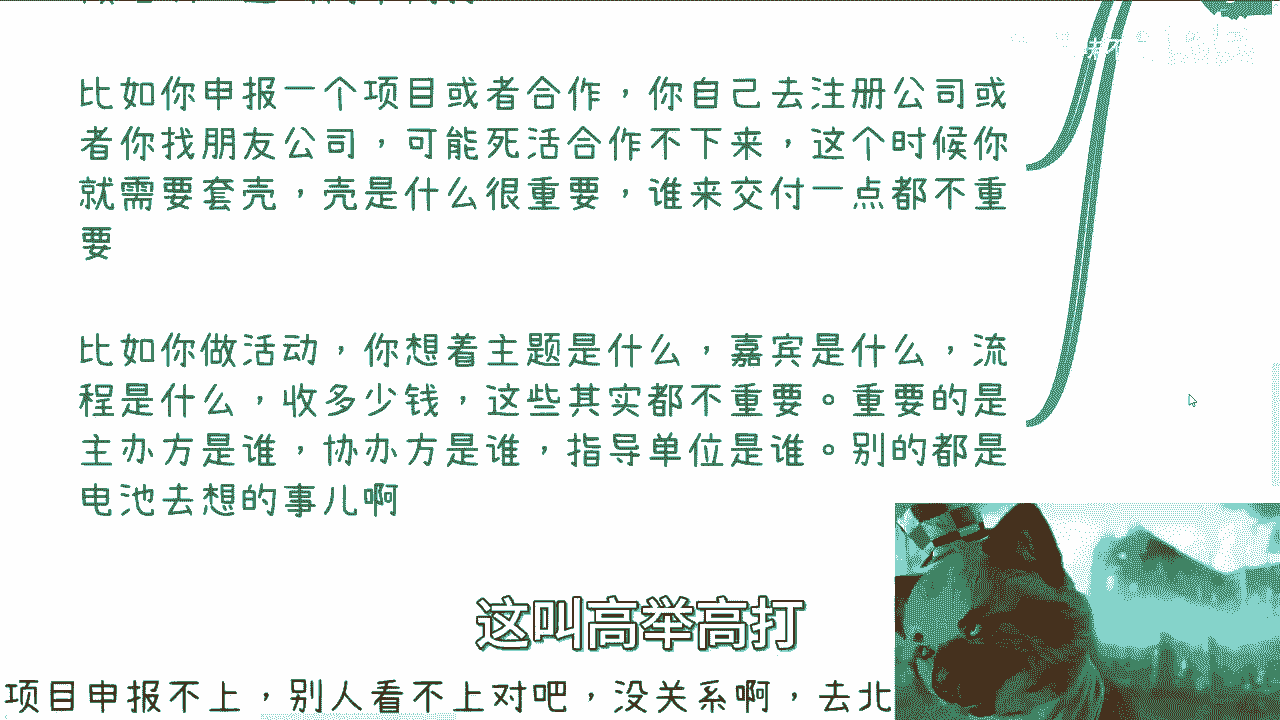 比如你申报一个项目或者合作，你自己去注册公司或
者你找朋友公司，可能死活合作不下来，这个时候你
就需要套壳，壳是什么很重要，谁来交付一点都不重
要
比如你做活动，你想着主题是什么，嘉宾是什么，流
程是什么，收多少钱，这些其实都不重要。重要的是
主办方是谁，协办方是谁，指导单位是谁。别的都是
电池去想的事儿啊
这叫高举高打
项目申报不上，别人看不上对吧，没关系啊，去北